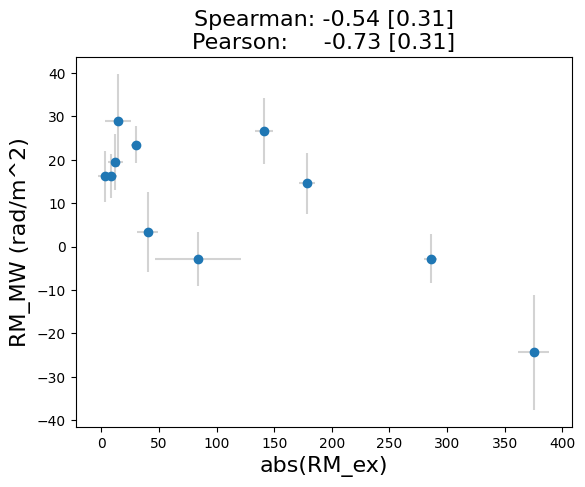 Spearman: -0.54 [0.31]
Pearson: -0.73 [0.31]
40
30
20
10
0
−10
−20
−30
−40
RM_MW (rad/m^2)
0 50 100 150 200 250 300 350 400
abs(RM_ex)